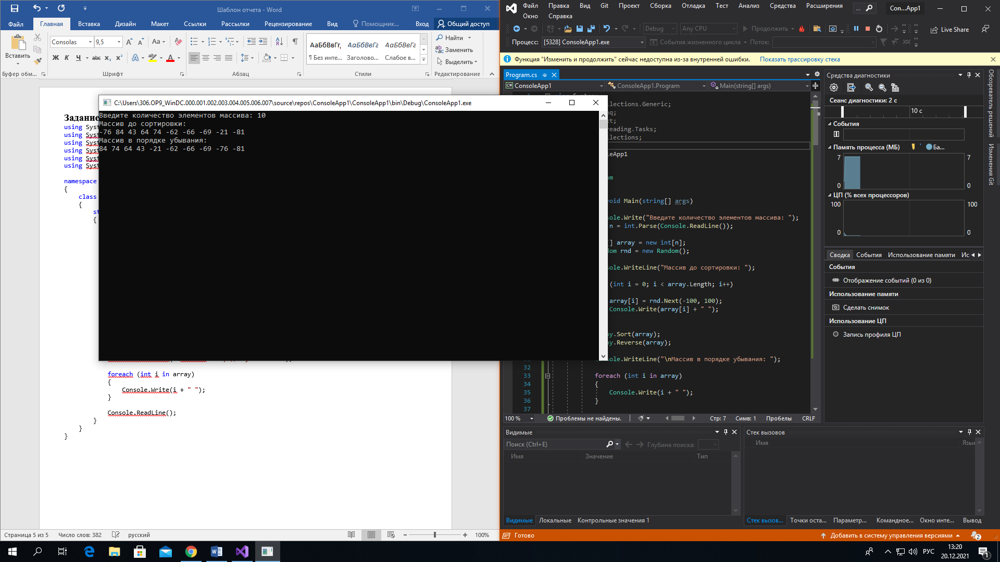 Шаблон отчета - Word
Файл Главная Вставка Дизайн Макет Ссылки Рассылки Рецензирование Вид Помощник... Вход Общий доступ
Вставить
Consolas 9,5
Ж К Ч abc x₂ x²
АаБбВвГг, АаБбВвГг АаБбВвГг
¶ Без инте... Заголово... Слабое в...
Найти
Заменить
Выделить
Буфер обм... Шрифт Абзац Стили Редактирование
Задание
using Syst
using Syst
using Syst
using Syst
using Syst
using Syst
namespace
{
class
{
st
{
foreach (int i in array)
{
Console.Write(i + " ");
}
Console.ReadLine();
}
}
}
Страница 5 из 5 Число слов: 382 русский 100%
C:\Users\306.OP9_WinDC.000.001.002.003.004.005.006.007\source\repos\ConsoleApp1\ConsoleApp1\bin\Debug\ConsoleApp1.exe
Введите количество элементов массива: 10
Массив до сортировки:
-76 84 43 64 74 -62 -66 -69 -21 -81
Массив в порядке убывания:
84 74 64 43 -21 -62 -66 -69 -76 -81
Файл Правка Вид Git Проект Сборка Отладка Тест Анализ Средства Расширения ... Con...App1
Окно Справка
Debug Any CPU Продолжить Live Share
Процесс: [5328] ConsoleApp1.exe События жизненного цикла Поток:
Функция "Изменить и продолжить" сейчас недоступна из-за внутренней ошибки. Показать трассировку стека
Program.cs
ConsoleApp1 ConsoleApp1.Program Main(string[] args)
llections.Generic;
q;
t;
reading.Tasks;
llections;
leApp1
m
void Main(string[] args)
sole.Write("Введите количество элементов массива: ");
n = int.Parse(Console.ReadLine());
] array = new int[n];
dom rnd = new Random();
sole.WriteLine("Массив до сортировки: ");
(int i = 0; i < array.Length; i++)
array[i] = rnd.Next(-100, 100);
Console.Write(array[i] + " ");
ay.Sort(array);
ay.Reverse(array);
sole.WriteLine("\nМассив в порядке убывания: ");
32
33 foreach (int i in array)
34 {
35 Console.Write(i + " ");
36 }
37
100 % Проблемы не найдены. Стр: 7 Симв: 1 Пробелы CRLF
Средства диагностики
Сеанс диагностики: 2 с
10 с
События
Память процесса (МБ) Ба...
7 7
0 0
ЦП (% всех процессоров)
100 100
0 0
Сводка События Использование памяти Ис
События
Отображение событий (0 из 0)
Использование памяти
Сделать снимок
Использование ЦП
Запись профиля ЦП
Обозреватель решений
Изменения Git
Видимые
Поиск (Ctrl+E) Глубина поиска:
Имя Значение Тип
Видимые Локальные Контрольные значения 1
Стек вызовов
Имя Язык
Стек вызов... Точки оста... Параметр... Командное... Окно инте... Вывод
Готово Добавить в систему управления версиями 2
РУС 13:20
20.12.2021 1